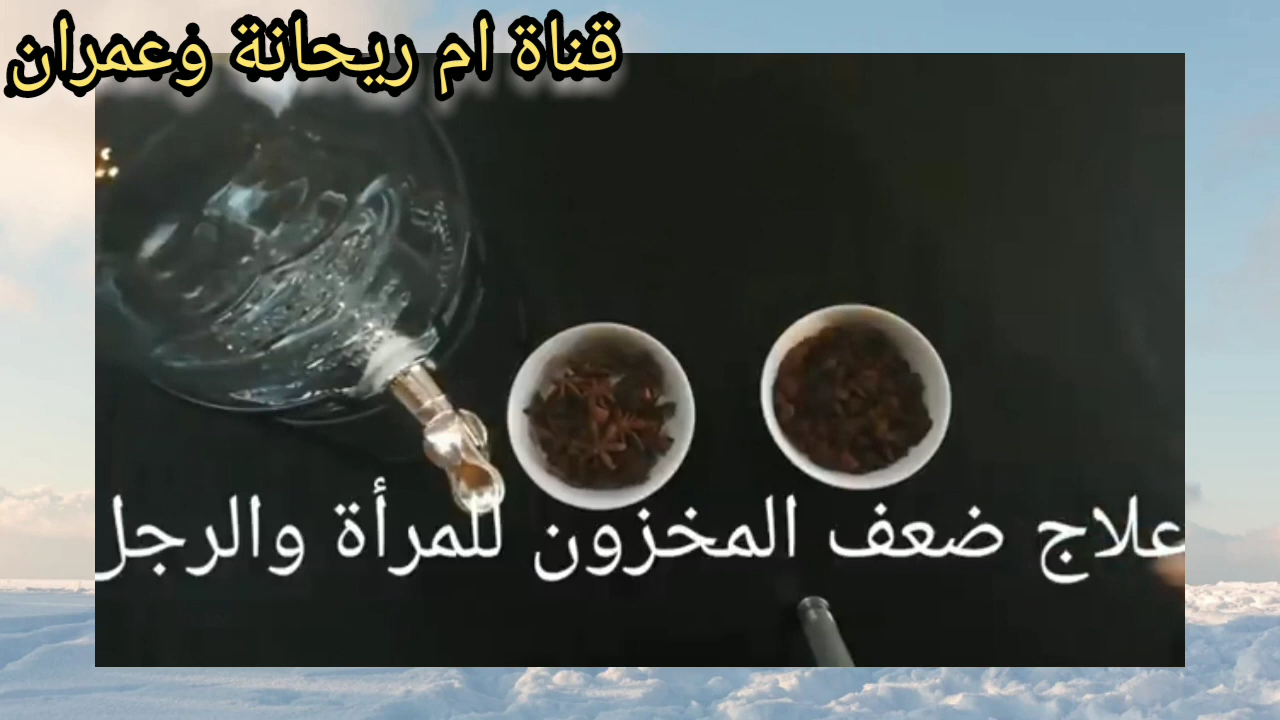 قناة ام ريحانة وعمران
علاج ضعف المخزون للمرأة والرجل